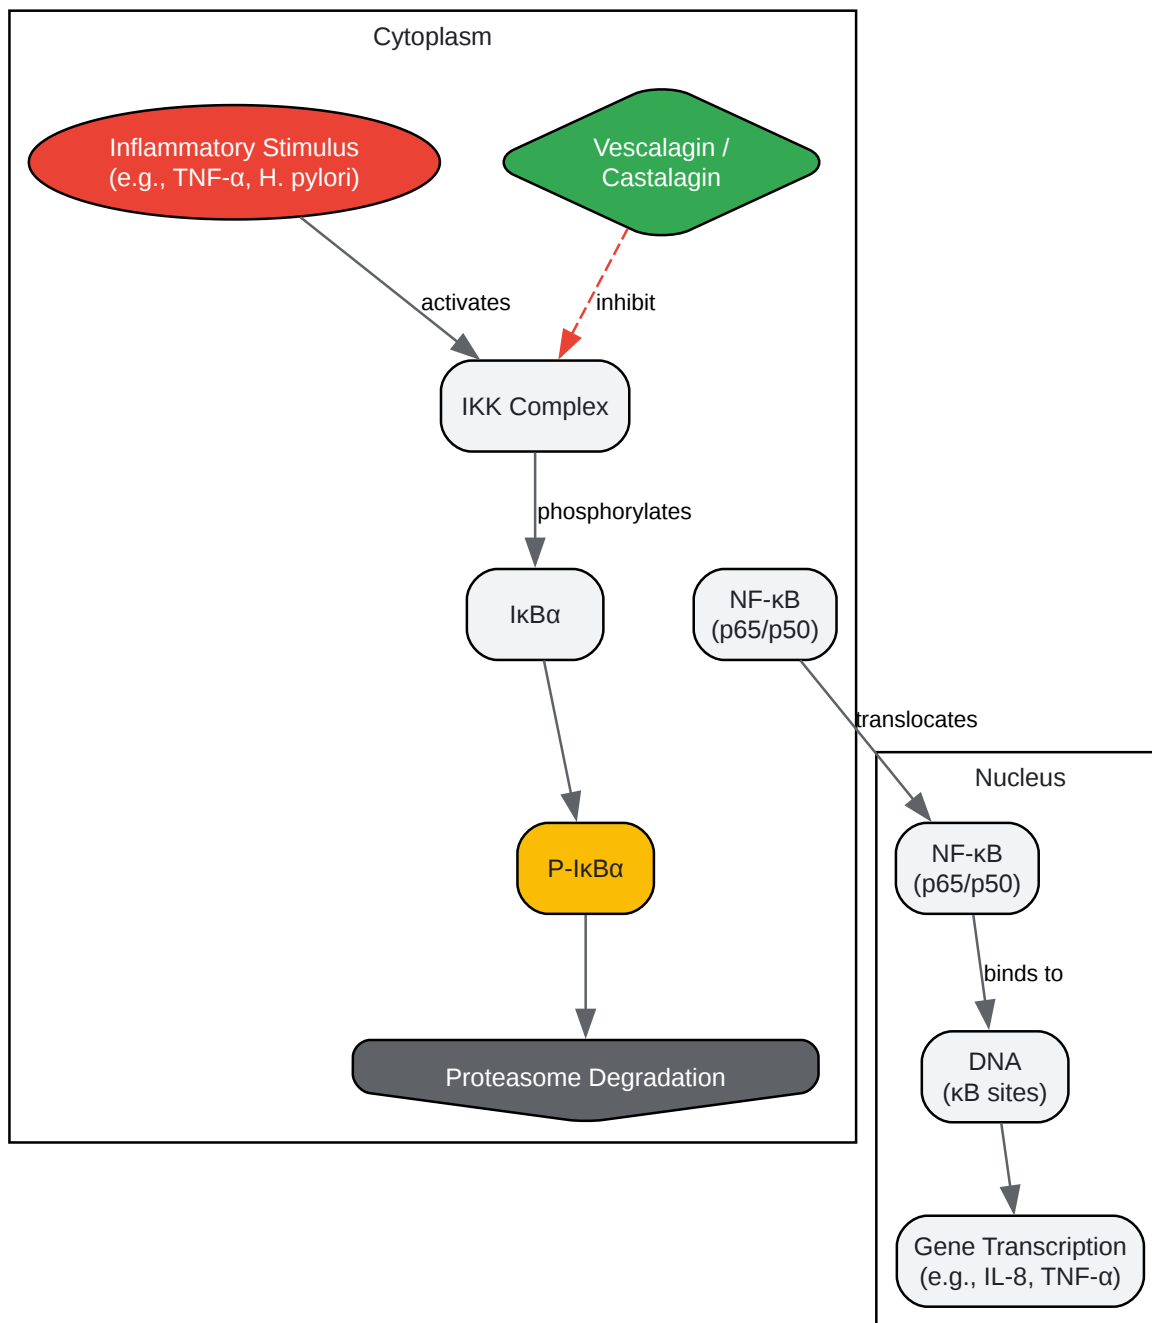 Cytoplasm
Inflammatory Stimulus
(e.g., TNF-α, H. pylori)
Vescalagin /
Castalagin
activates
inhibit
IKK Complex
phosphorylates
IκBα
NF-κB
(p65/p50)
translocates
Nucleus
P-IκBα
NF-κB
(p65/p50)
binds to
Proteasome Degradation
DNA
(κB sites)
Gene Transcription
(e.g., IL-8, TNF-α)